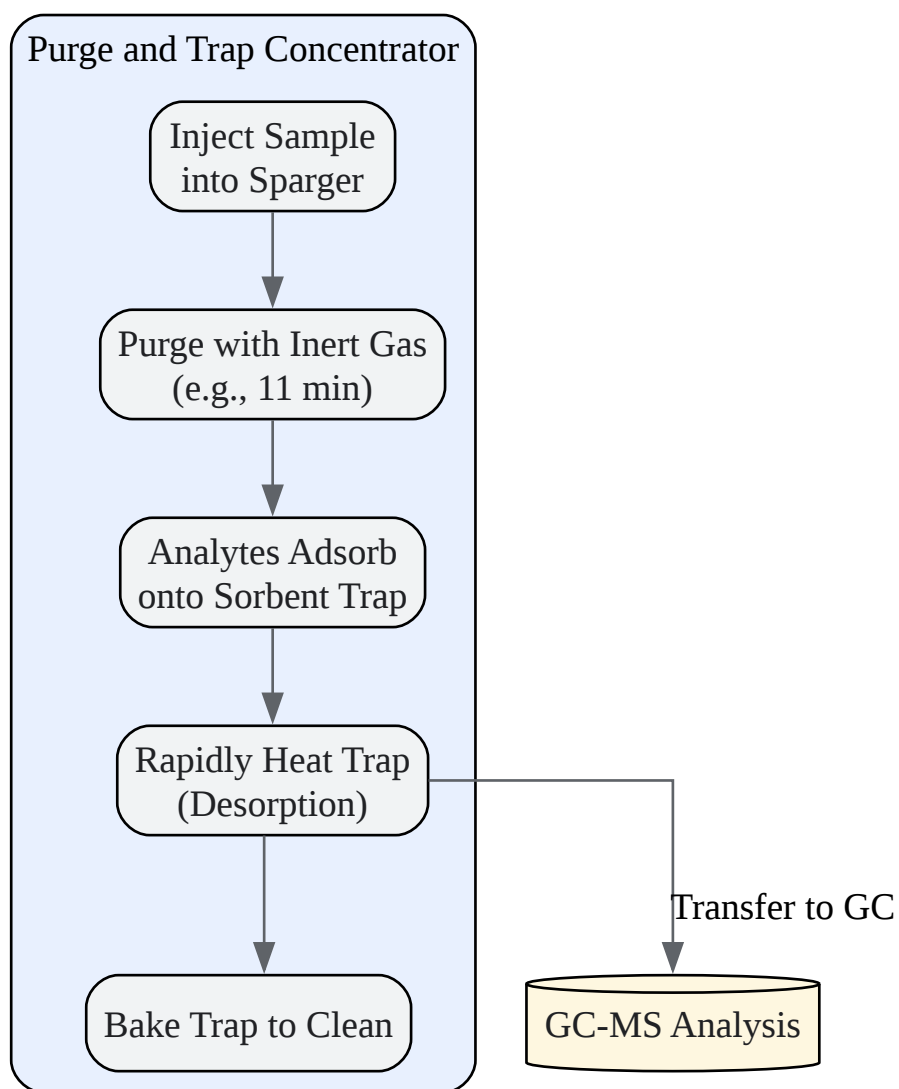 Purge and Trap Concentrator
Inject Sample
into Sparger
Purge with Inert Gas
(e.g., 11 min)
Analytes Adsorb
onto Sorbent Trap
Rapidly Heat Trap
(Desorption)
Transfer to GC
Bake Trap to Clean
GC-MS Analysis